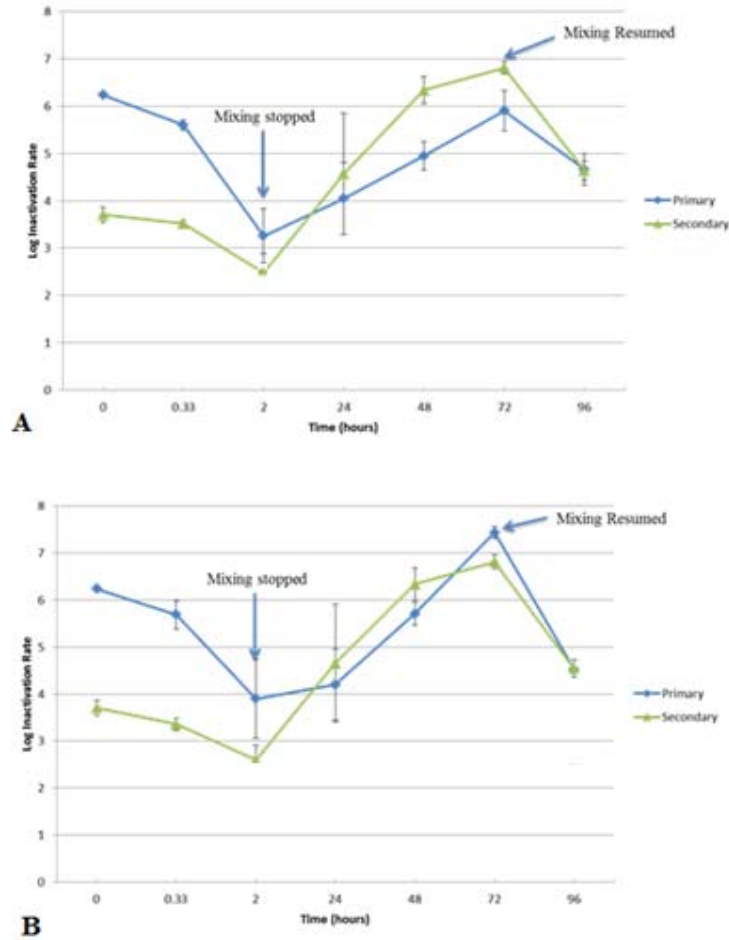 8
Mixing Resumed
7
6
Mixing stopped
5
Log Inactivation Rate
4
Primary
Secondary
3
2
1
0
0 0.33 2 24 48 72 96
Time (hours)
A
8
Mixing Resumed
7
Mixing stopped
6
5
Log Inactivation Rate
4
Primary
Secondary
3
2
1
0
0 0.33 2 24 48 72 96
Time (hours)
B